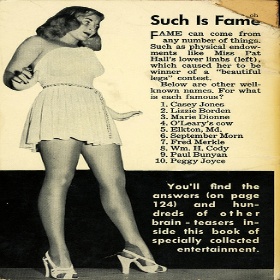 Such Is Fame
FAME can come from
any number of things.
Such as physical endow-
ments like Miss Pat
Hall's lower limbs (left),
which caused her to be
winner of a "beautiful
legs" contest.
Below are other well-
known names. For what
is each famous?
1. Casey Jones
2. Lizzie Borden
3. Marie Dionne
4. O'Leary's cow
5. Elkton, Md.
6. September Morn
7. Fred Merkle
8. Wm. H. Cody
9. Paul Bunyan
10. Peggy Joyce
You'll find the
answers (on page
124) and hun-
dreds of other
brain - teasers in-
side this book of
specially collected
entertainment.